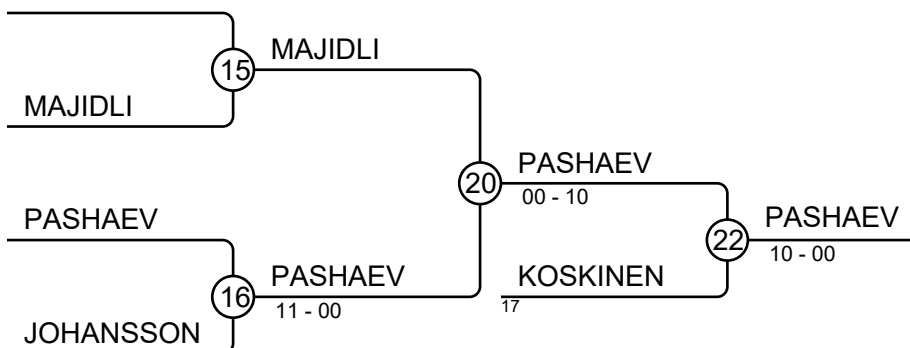 MAJIDLI
15
MAJIDLI
PASHAEV
00 - 10
20
PASHAEV
PASHAEV
10 - 00
22
PASHAEV
11 - 00
16
KOSKINEN
17
JOHANSSON